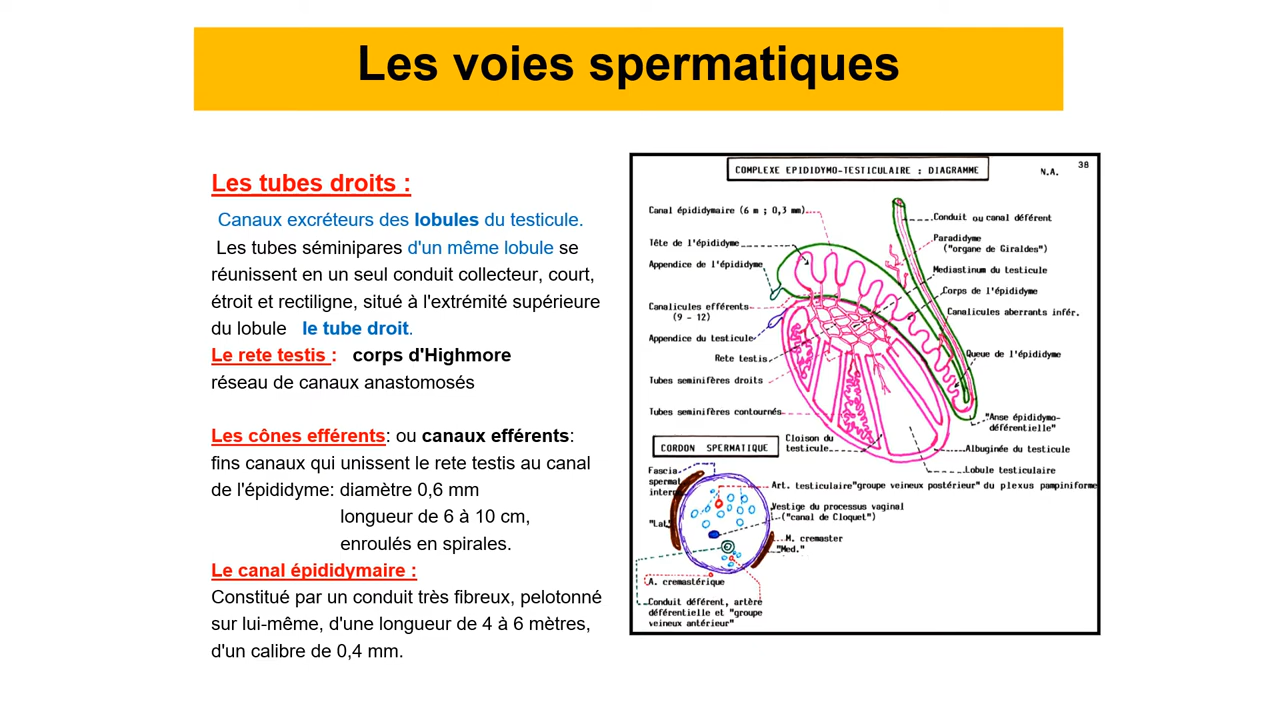 Les voies spermatiques
Les tubes droits :
Canaux excréteurs des lobules du testicule.
Les tubes séminipares d'un même lobule se
réunissent en un seul conduit collecteur, court,
étroit et rectiligne, situé à l'extrémité supérieure
du lobule le tube droit.
Le rete testis : corps d'Highmore
réseau de canaux anastomosés
Les cônes efférents: ou canaux efférents:
fins canaux qui unissent le rete testis au canal
de l'épididyme: diamètre 0,6 mm
longueur de 6 à 10 cm,
enroulés en spirales.
Le canal épididymaire :
Constitué par un conduit très fibreux, pelotonné
sur lui-même, d'une longueur de 4 à 6 mètres,
d'un calibre de 0,4 mm.
COMPLEXE EPIDIDYMO-TESTICULAIRE : DIAGRAMME
38
N.A.
Canal épididymaire (6 m ; 0,3 mm)
Tête de l'épididyme
Appendice de l'épididyme
Canalicules efférents
(9 - 12)
Appendice du testicule
Rete testis
Tubes seminifères droits
Tubes seminifères contournés
Cloison du
testicule
Conduit ou canal déférent
Paradidyme
("organe de Giraldes")
Mediastinum du testicule
Corps de l'épididyme
Canalicules aberrants infér.
Queue de l'épididyme
"Anse épididymo-
déférentielle"
Albuginée du testicule
Lobule testiculaire
CORDON SPERMATIQUE
Fascia
spermat
intern
"Lat"
Art. testiculaire"groupe veineux postérieur" du plexus pampiniforme
Vestige du processus vaginal
("canal de Cloquet")
M. cremaster
"Med."
A. cremastérique
Conduit déférent, artère
déférentielle et "groupe
veineux antérieur"